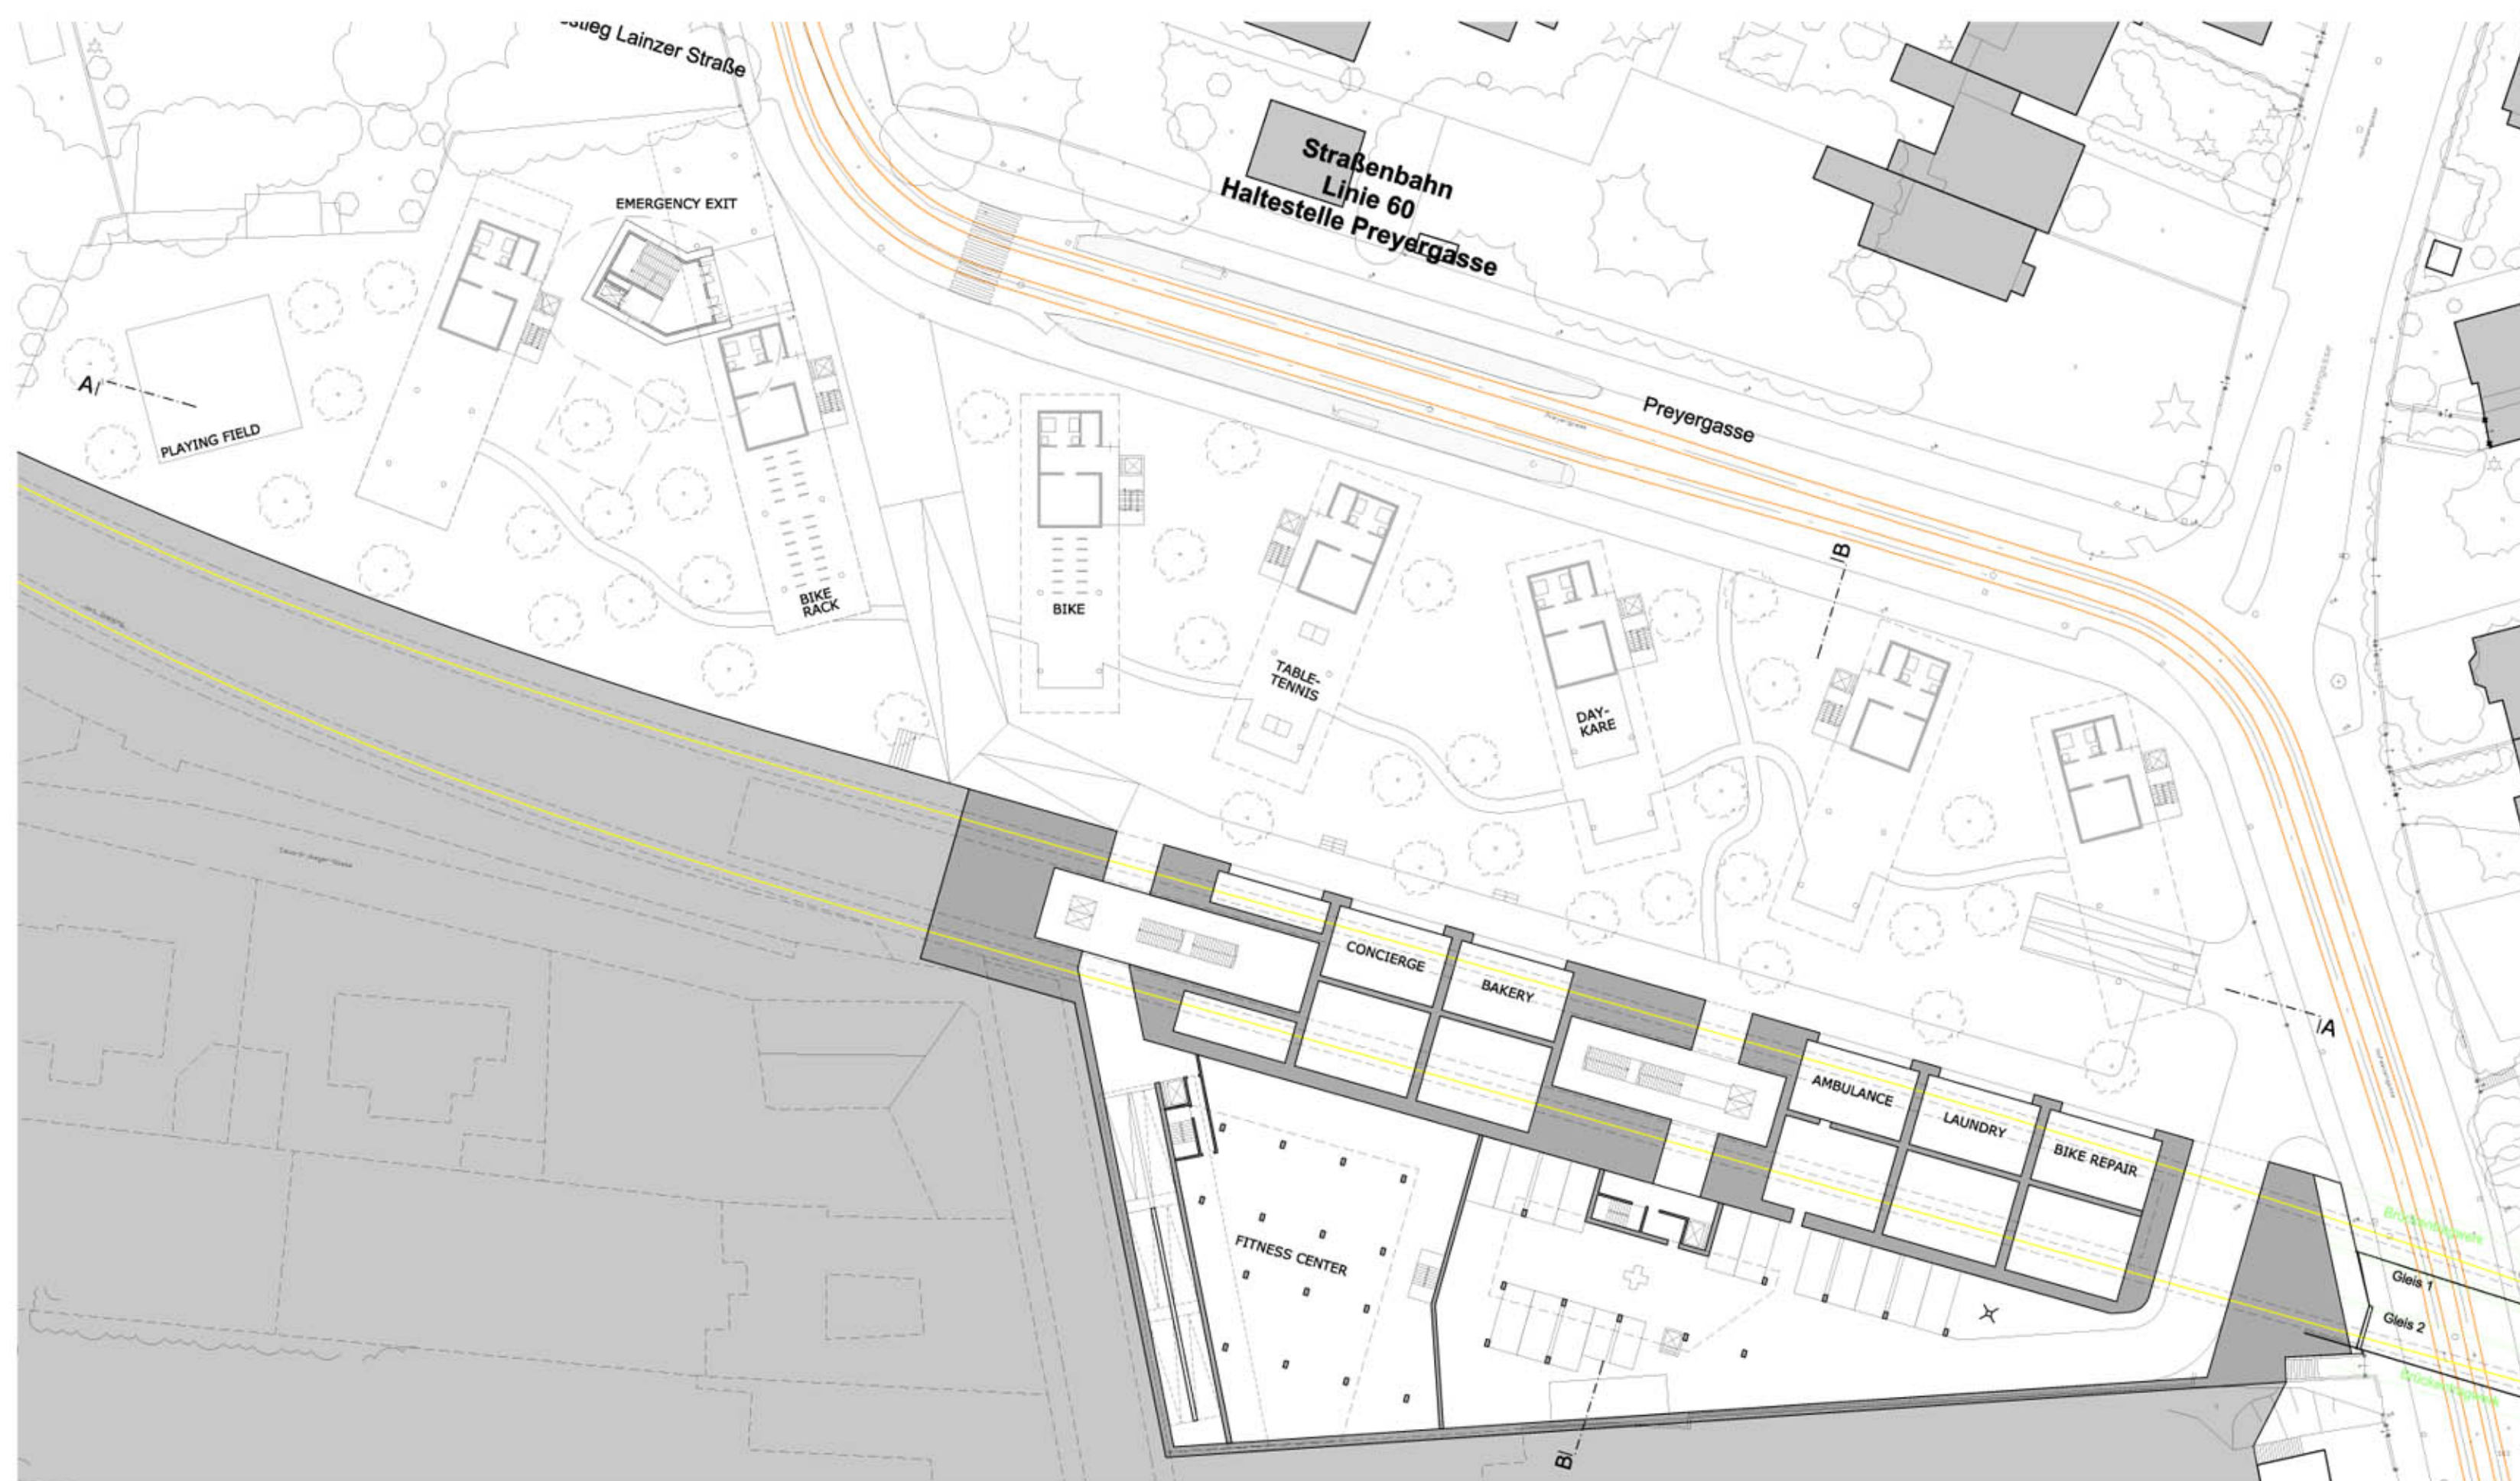 Lainzer Straße
EMERGENCY EXIT
Straßenbahn
Linie 60
Haltestelle Preyergasse
A
PLAYING FIELD
Preyergasse
Preyergasse
B
BIKE
RACK
BIKE
TABLE-
TENNIS
DAY-
KARE
A
CONCIERGE
BAKERY
AMBULANCE
LAUNDRY
BIKE REPAIR
FITNESS CENTER
Gleis 1
Gleis 2
B